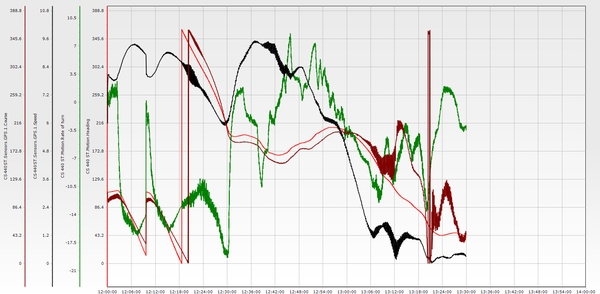 388.8 10.8 388.8
10.5
345.6 9.6 7 345.6
302.4 8.4 3.5 302.4
259.2 7.2 0 259.2
216 6 -3.5 216
172.8 4.8 -7 172.8
129.6 3.6 -10.5 129.6
86.4 2.4 -14 86.4
43.2 1.2 -17.5 43.2
0 0 -21 0
CS 440ST.Sensors.GPS.1.Course
CS 440ST.Sensors.GPS.1.Speed
CS 440 ST Motion.Rate of turn
CS 440 ST Motion.Heading
12:00:00 12:06:00 12:12:00 12:18:00 12:24:00 12:30:00 12:36:00 12:42:00 12:48:00 12:54:00 13:00:00 13:06:00 13:12:00 13:18:00 13:24:00 13:30:00 13:36:00 13:42:00 13:48:00 13:54:00 14:00:00